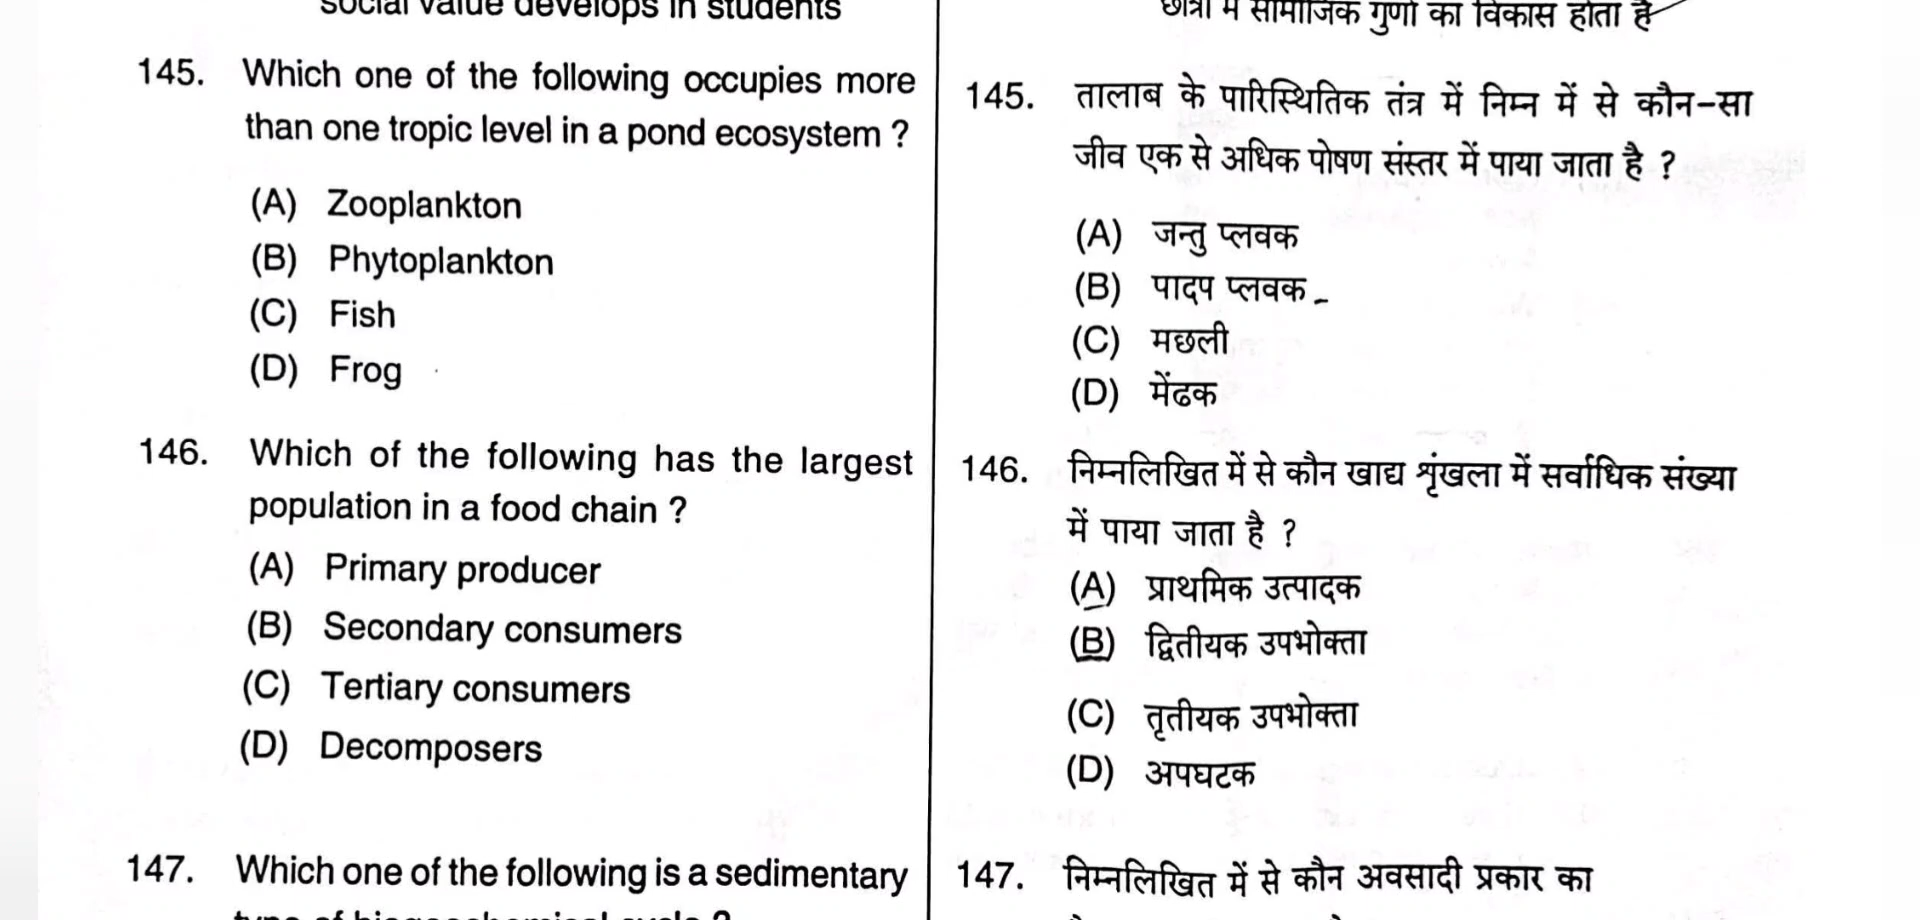 social value develops in students
145. Which one of the following occupies more
than one tropic level in a pond ecosystem ?
(A) Zooplankton
(B) Phytoplankton
(C) Fish
(D) Frog
146. Which of the following has the largest
population in a food chain ?
(A) Primary producer
(B) Secondary consumers
(C) Tertiary consumers
(D) Decomposers
147. Which one of the following is a sedimentary
type of biogeochemical cycle ?
छात्रों में सामाजिक गुणों का विकास होता है
145. तालाब के पारिस्थितिक तंत्र में निम्न में से कौन-सा
जीव एक से अधिक पोषण संस्तर में पाया जाता है ?
(A) जन्तु प्लवक
(B) पादप प्लवक
(C) मछली
(D) मेंढक
146. निम्नलिखित में से कौन खाद्य शृंखला में सर्वाधिक संख्या
में पाया जाता है ?
(A) प्राथमिक उत्पादक
(B) द्वितीयक उपभोक्ता
(C) तृतीयक उपभोक्ता
(D) अपघटक
147. निम्नलिखित में से कौन अवसादी प्रकार का